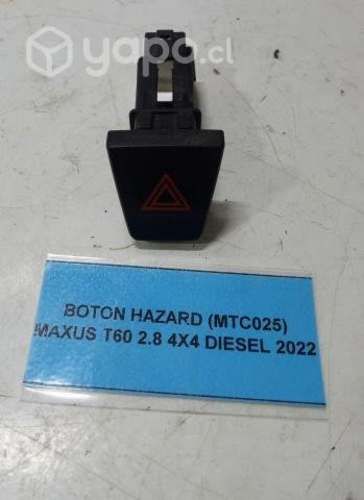 yapo.cl
BOTON HAZARD (MTC025)
MAXUS T60 2.8 4X4 DIESEL 2022